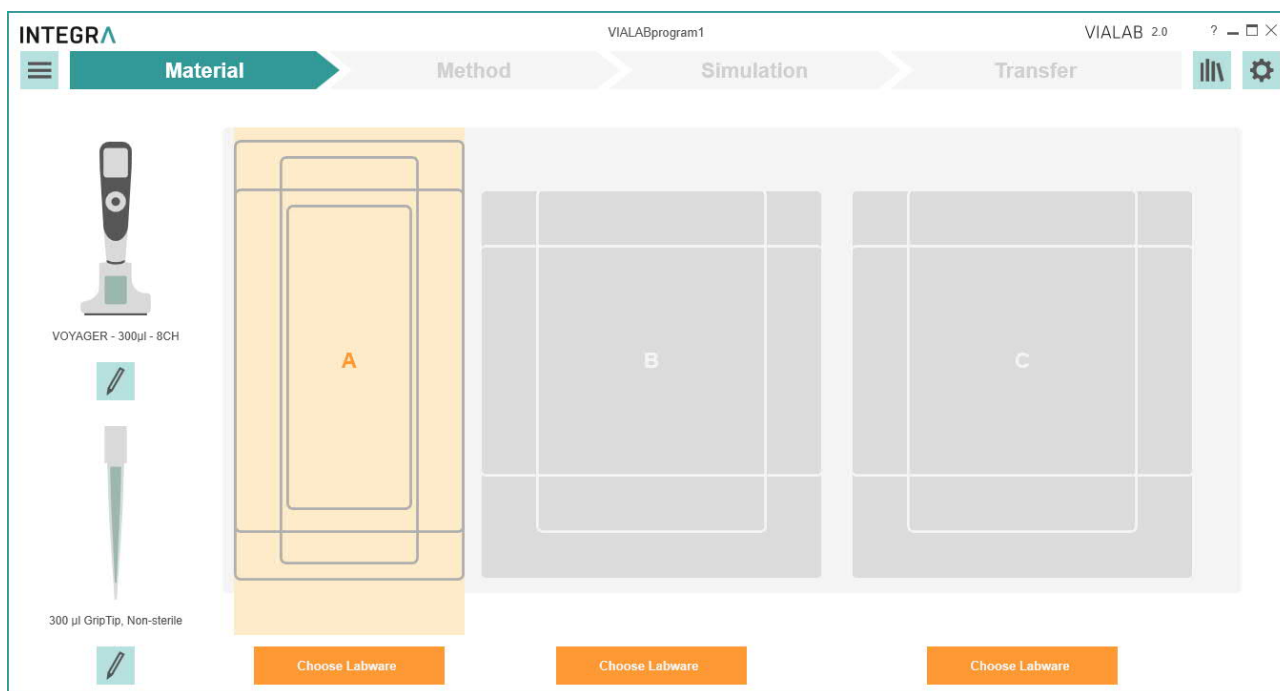 INTEGRA
VIALABprogram1
VIALAB 2.0
?
Material
Method
Simulation
Transfer
VOYAGER - 300µl - 8CH
300 µl GripTip, Non-sterile
A
B
C
Choose Labware
Choose Labware
Choose Labware